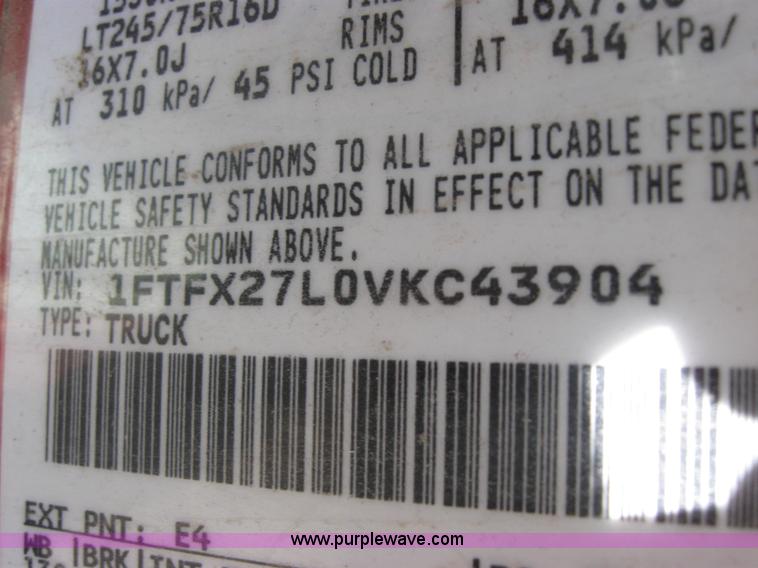 LT245/75R16D
RIMS
16X7.0J
AT 310 kPa/ 45 PSI COLD
AT 414 kPa/
THIS VEHICLE CONFORMS TO ALL APPLICABLE FEDER
VEHICLE SAFETY STANDARDS IN EFFECT ON THE DA
MANUFACTURE SHOWN ABOVE.
VIN: 1FTFX27L0VKC43904
TYPE: TRUCK
EXT PNT: E4
WB |BRK|INT
www.purplewave.com